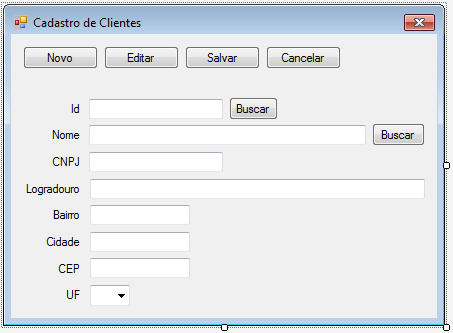 Cadastro de Clientes
Novo Editar Salvar Cancelar
Id Buscar
Nome Buscar
CNPJ
Logradouro
Bairro
Cidade
CEP
UF